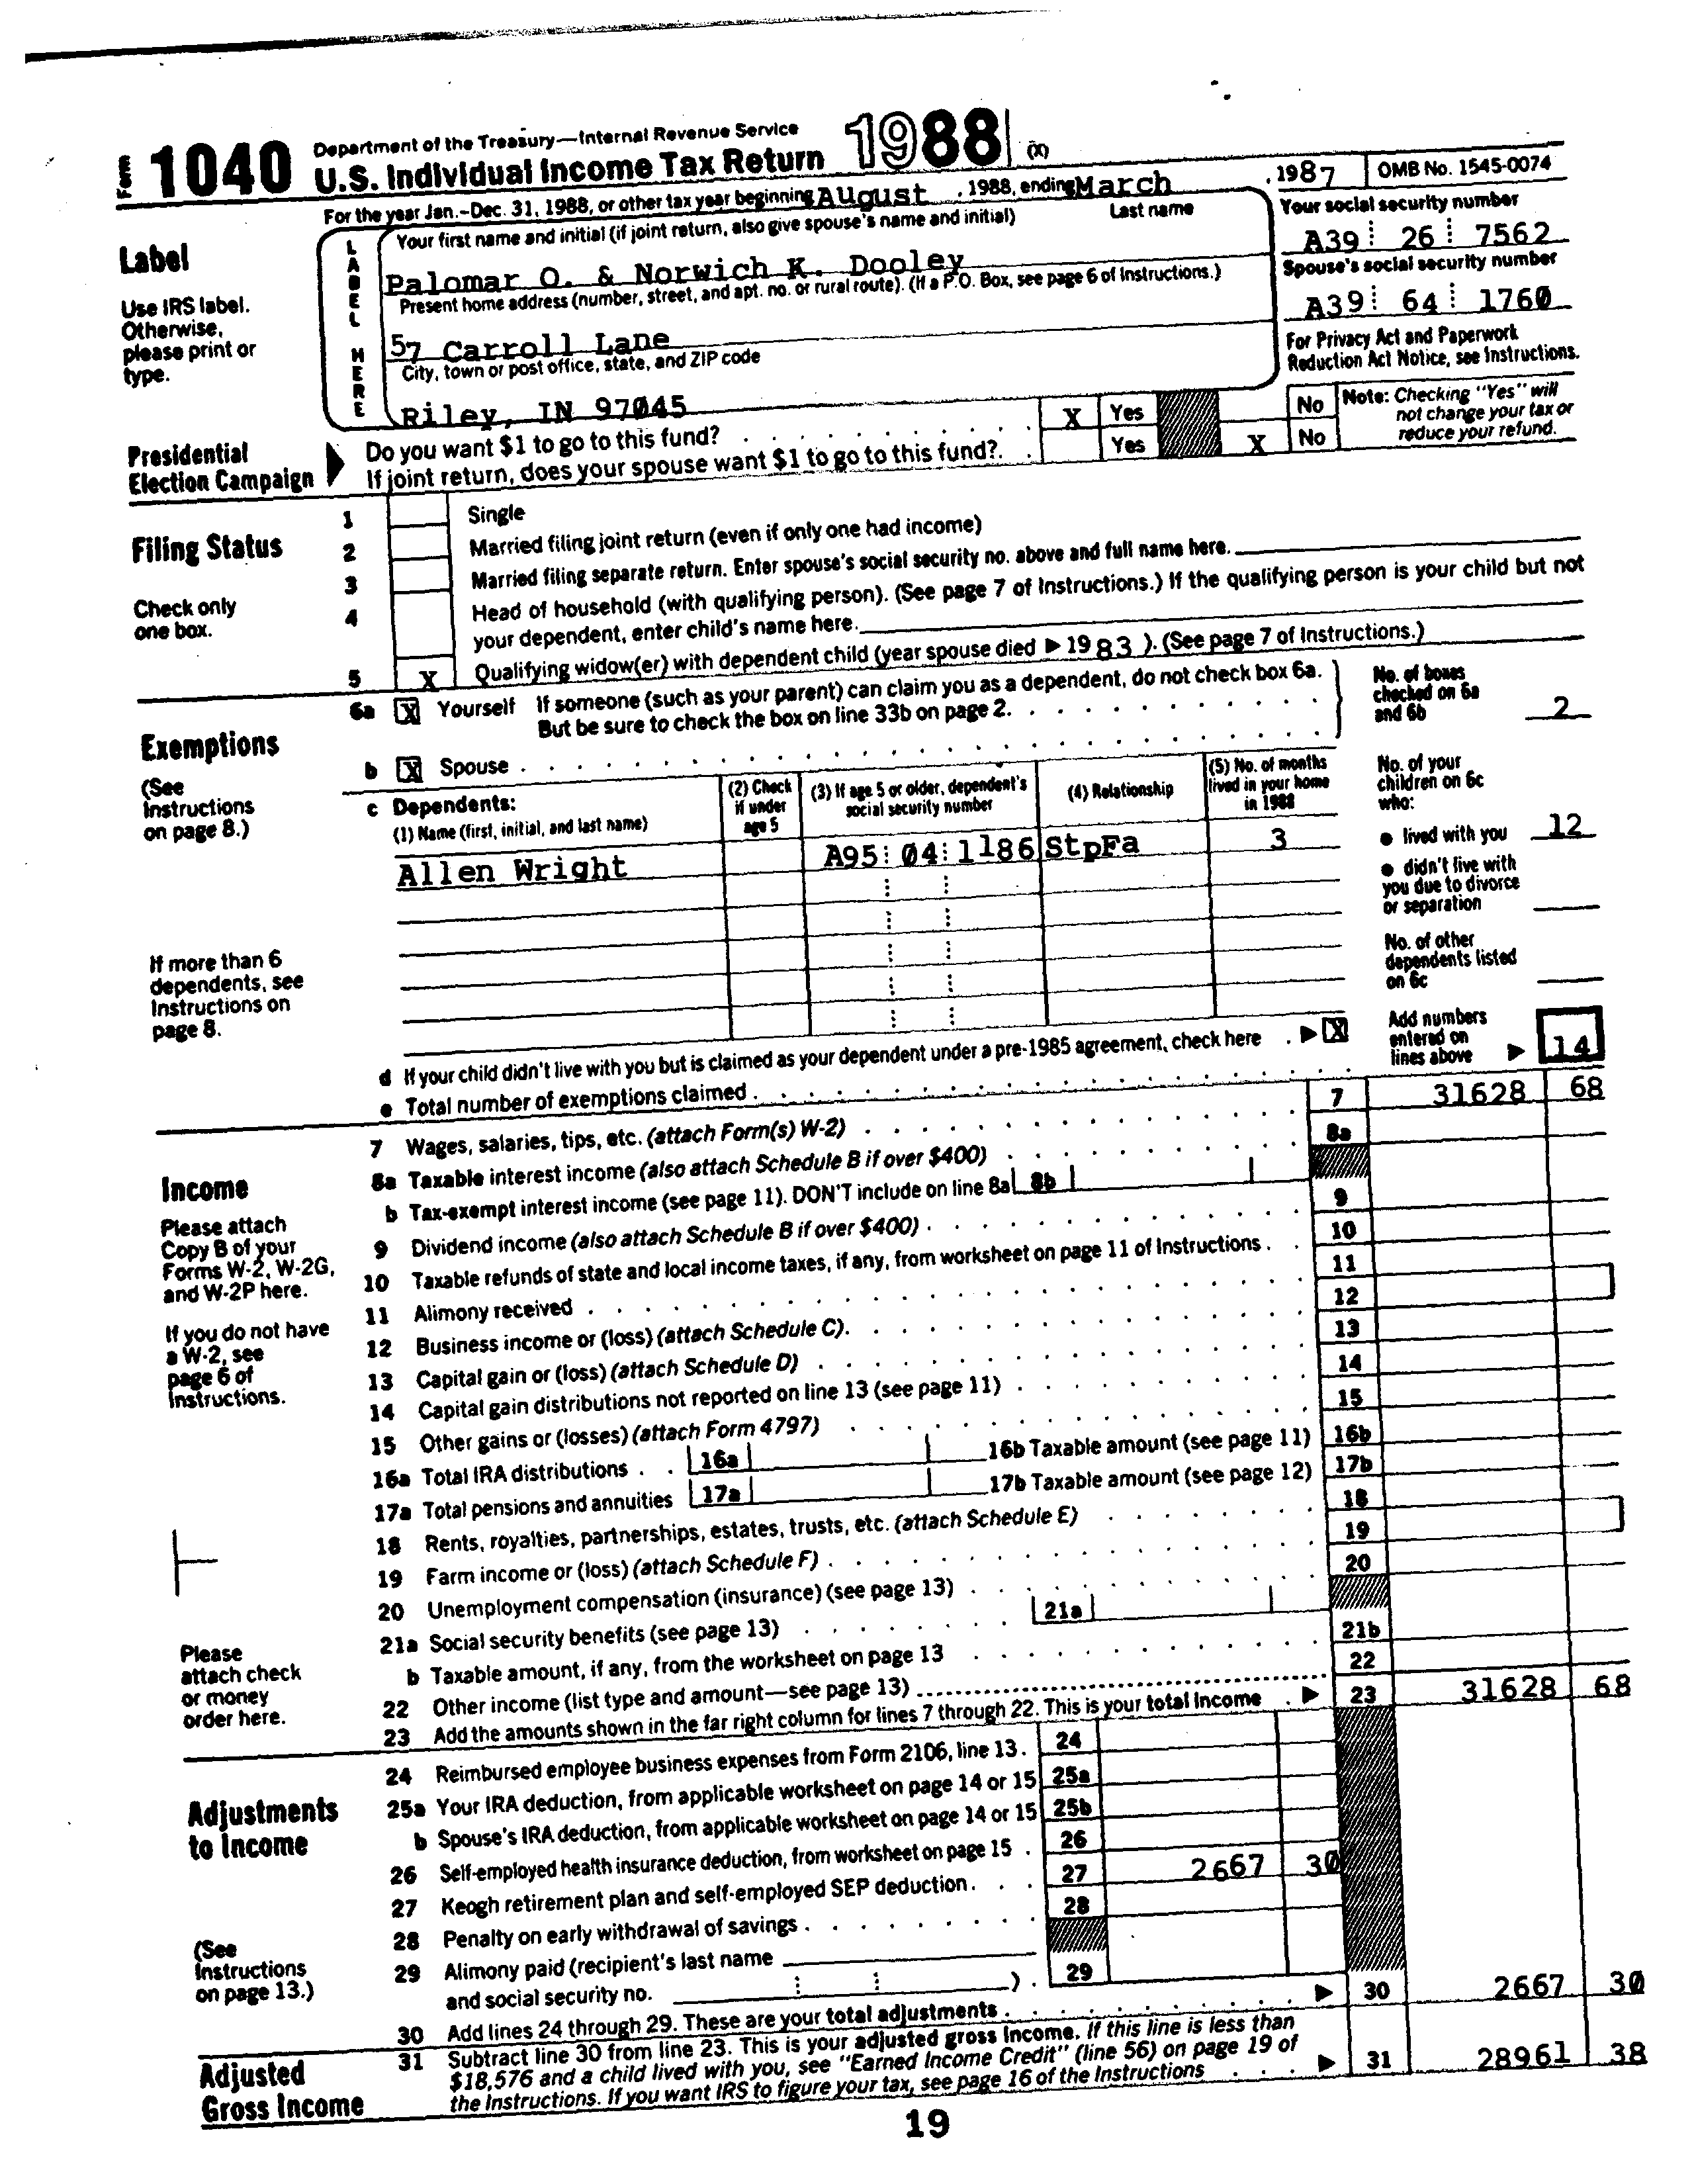 Form 1040 Department of the Treasury—Internal Revenue Service
U.S. Individual Income Tax Return 1988 (X)
For the year Jan.-Dec. 31, 1988, or other tax year beginning August , 1988, ending March , 1987 OMB No. 1545-0074
Label
Use IRS label.
Otherwise,
please print or
type.
LABEL HERE
Your first name and initial (if joint return, also give spouse's name and initial) Last name
Palomar O. & Norwich K. Dooley
Present home address (number, street, and apt. no. or rural route). (If a P.O. Box, see page 6 of Instructions.)
57 Carroll Lane
City, town or post office, state, and ZIP code
Riley, IN 97045
Your social security number
A39 26 7562
Spouse's social security number
A39 64 1760
For Privacy Act and Paperwork
Reduction Act Notice, see Instructions.
Presidential
Election Campaign
Do you want $1 to go to this fund? X Yes No
If joint return, does your spouse want $1 to go to this fund? Yes X No
Note: Checking "Yes" will
not change your tax or
reduce your refund.
Filing Status
Check only
one box.
1 Single
2 Married filing joint return (even if only one had income)
3 Married filing separate return. Enter spouse's social security no. above and full name here.
4 Head of household (with qualifying person). (See page 7 of Instructions.) If the qualifying person is your child but not
your dependent, enter child's name here.
5 X Qualifying widow(er) with dependent child (year spouse died ▶ 19 83 ). (See page 7 of Instructions.)
Exemptions
(See
Instructions
on page 8.)
If more than 6
dependents, see
Instructions on
page 8.
6a X Yourself If someone (such as your parent) can claim you as a dependent, do not check box 6a.
But be sure to check the box on line 33b on page 2.
b X Spouse
No. of boxes
checked on 6a
and 6b 2
c Dependents:
(1) Name (first, initial, and last name)
(2) Check
if under
age 5
(3) If age 5 or older, dependent's
social security number
(4) Relationship
(5) No. of months
lived in your home
in 1988
Allen Wright A95 04 1186 StpFa 3
No. of your
children on 6c
who:
● lived with you 12
● didn't live with
you due to divorce
or separation
No. of other
dependents listed
on 6c
d If your child didn't live with you but is claimed as your dependent under a pre-1985 agreement, check here ▶ X
e Total number of exemptions claimed
Add numbers
entered on
lines above ▶ 14
Income
Please attach
Copy B of your
Forms W-2, W-2G,
and W-2P here.
If you do not have
a W-2, see
page 6 of
Instructions.
Please
attach check
or money
order here.
7 Wages, salaries, tips, etc. (attach Form(s) W-2) 7 31628 68
8a Taxable interest income (also attach Schedule B if over $400) 8a
b Tax-exempt interest income (see page 11). DON'T include on line 8a 8b
9 Dividend income (also attach Schedule B if over $400) 9
10 Taxable refunds of state and local income taxes, if any, from worksheet on page 11 of Instructions 10
11 Alimony received 11
12 Business income or (loss) (attach Schedule C) 12
13 Capital gain or (loss) (attach Schedule D) 13
14 Capital gain distributions not reported on line 13 (see page 11) 14
15 Other gains or (losses) (attach Form 4797) 15
16a Total IRA distributions 16a 16b Taxable amount (see page 11) 16b
17a Total pensions and annuities 17a 17b Taxable amount (see page 12) 17b
18 Rents, royalties, partnerships, estates, trusts, etc. (attach Schedule E) 18
19 Farm income or (loss) (attach Schedule F) 19
20 Unemployment compensation (insurance) (see page 13) 20
21a Social security benefits (see page 13) 21a
b Taxable amount, if any, from the worksheet on page 13 21b
22 Other income (list type and amount—see page 13) 22
23 Add the amounts shown in the far right column for lines 7 through 22. This is your total income ▶ 23 31628 68
Adjustments
to Income
(See
Instructions
on page 13.)
24 Reimbursed employee business expenses from Form 2106, line 13. 24
25a Your IRA deduction, from applicable worksheet on page 14 or 15 25a
b Spouse's IRA deduction, from applicable worksheet on page 14 or 15 25b
26 Self-employed health insurance deduction, from worksheet on page 15 26
27 Keogh retirement plan and self-employed SEP deduction 27 2667 30
28 Penalty on early withdrawal of savings 28
29 Alimony paid (recipient's last name
and social security no. ) 29
30 Add lines 24 through 29. These are your total adjustments ▶ 30 2667 30
Adjusted
Gross Income
31 Subtract line 30 from line 23. This is your adjusted gross income. If this line is less than
$18,576 and a child lived with you, see "Earned Income Credit" (line 56) on page 19 of
the Instructions. If you want IRS to figure your tax, see page 16 of the Instructions ▶ 31 28961 38
19